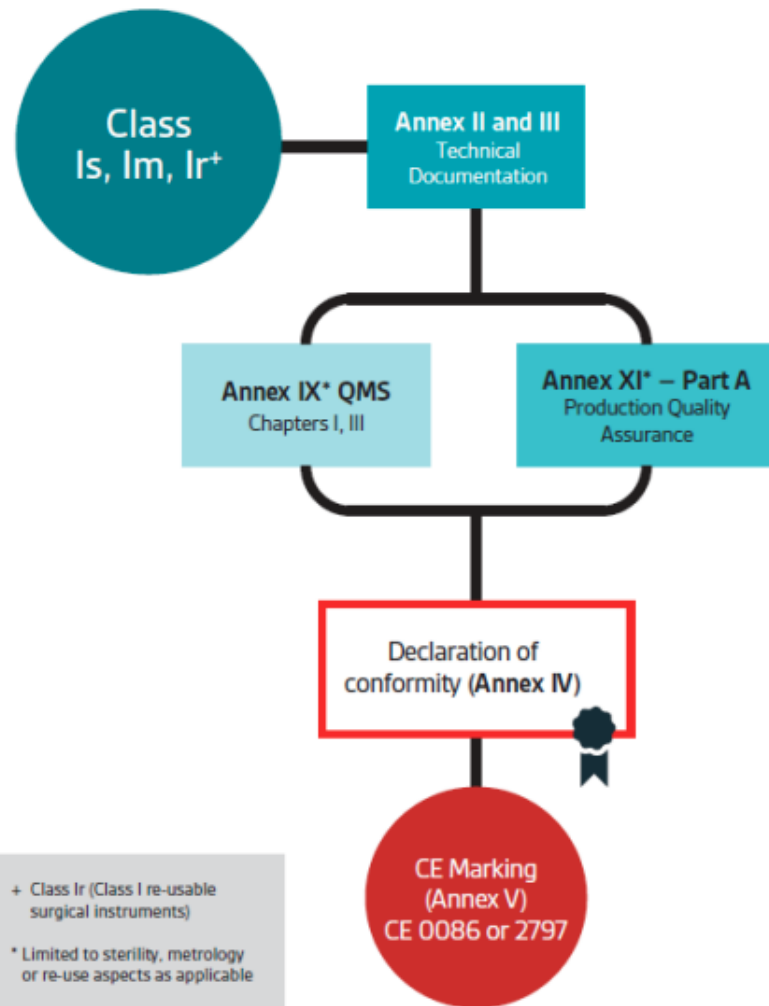 Class
Is, Im, Ir+
Annex II and III
Technical
Documentation
Annex IX* QMS
Chapters I, III
Annex XI* – Part A
Production Quality
Assurance
Declaration of
conformity (Annex IV)
CE Marking
(Annex V)
CE 0086 or 2797
+ Class Ir (Class I re-usable
surgical instruments)
* Limited to sterility, metrology
or re-use aspects as applicable